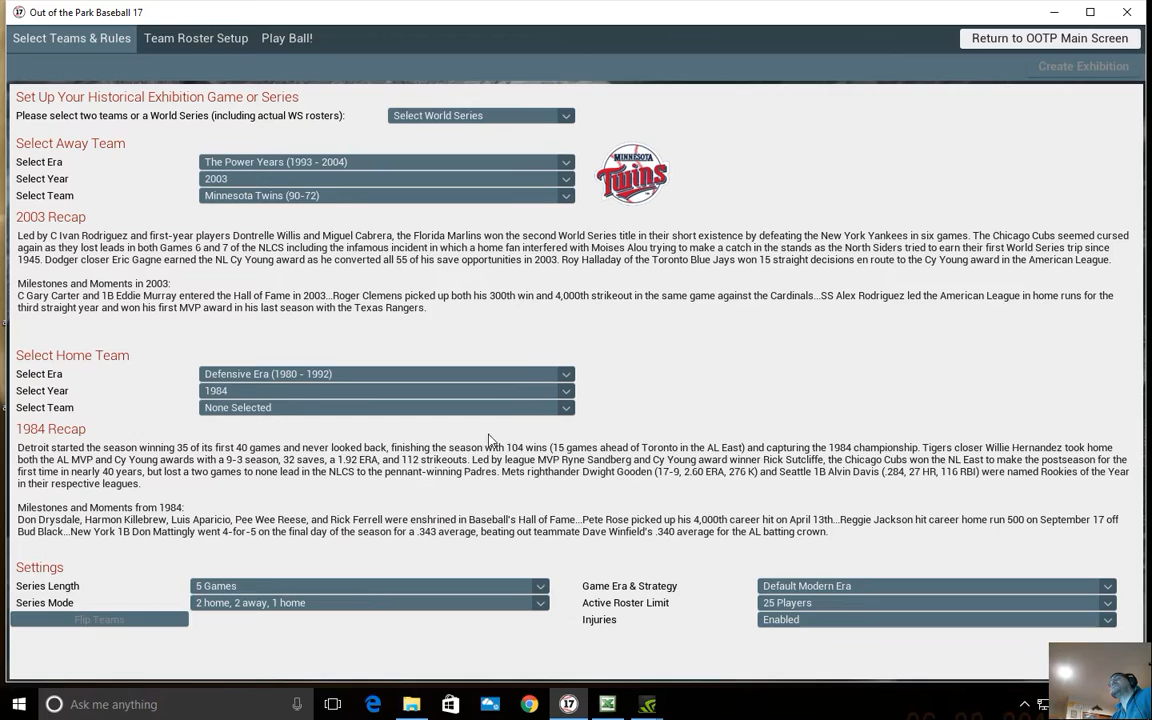 Out of the Park Baseball 17
Select Teams & Rules Team Roster Setup Play Ball! Return to OOTP Main Screen
Create Exhibition
Set Up Your Historical Exhibition Game or Series
Please select two teams or a World Series (including actual WS rosters): Select World Series
Select Away Team
Select Era The Power Years (1993 - 2004)
Select Year 2003
Select Team Minnesota Twins (90-72)
MINNESOTA
Twins
2003 Recap
Led by C Ivan Rodriguez and first-year players Dontrelle Willis and Miguel Cabrera, the Florida Marlins won the second World Series title in their short existence by defeating the New York Yankees in six games. The Chicago Cubs seemed cursed
again as they lost leads in both Games 6 and 7 of the NLCS including the infamous incident in which a home fan interfered with Moises Alou trying to make a catch in the stands as the North Siders tried to earn their first World Series trip since
1945. Dodger closer Eric Gagne earned the NL Cy Young award as he converted all 55 of his save opportunities in 2003. Roy Halladay of the Toronto Blue Jays won 15 straight decisions en route to the Cy Young award in the American League.
Milestones and Moments in 2003:
C Gary Carter and 1B Eddie Murray entered the Hall of Fame in 2003...Roger Clemens picked up both his 300th win and 4,000th strikeout in the same game against the Cardinals...SS Alex Rodriguez led the American League in home runs for the
third straight year and won his first MVP award in his last season with the Texas Rangers.
Select Home Team
Select Era Defensive Era (1980 - 1992)
Select Year 1984
Select Team None Selected
1984 Recap
Detroit started the season winning 35 of its first 40 games and never looked back, finishing the season with 104 wins (15 games ahead of Toronto in the AL East) and capturing the 1984 championship. Tigers closer Willie Hernandez took home
both the AL MVP and Cy Young awards with a 9-3 season, 32 saves, a 1.92 ERA, and 112 strikeouts. Led by league MVP Ryne Sandberg and Cy Young award winner Rick Sutcliffe, the Chicago Cubs won the NL East to make the postseason for the
first time in nearly 40 years, but lost a two games to none lead in the NLCS to the pennant-winning Padres. Mets righthander Dwight Gooden (17-9, 2.60 ERA, 276 K) and Seattle 1B Alvin Davis (.284, 27 HR, 116 RBI) were named Rookies of the Year
in their respective leagues.
Milestones and Moments from 1984:
Don Drysdale, Harmon Killebrew, Luis Aparicio, Pee Wee Reese, and Rick Ferrell were enshrined in Baseball's Hall of Fame...Pete Rose picked up his 4,000th career hit on April 13th...Reggie Jackson hit career home run 500 on September 17 off
Bud Black...New York 1B Don Mattingly went 4-for-5 on the final day of the season for a .343 average, beating out teammate Dave Winfield's .340 average for the AL batting crown.
Settings
Series Length 5 Games Game Era & Strategy Default Modern Era
Series Mode 2 home, 2 away, 1 home Active Roster Limit 25 Players
Flip Teams Injuries Enabled
Ask me anything